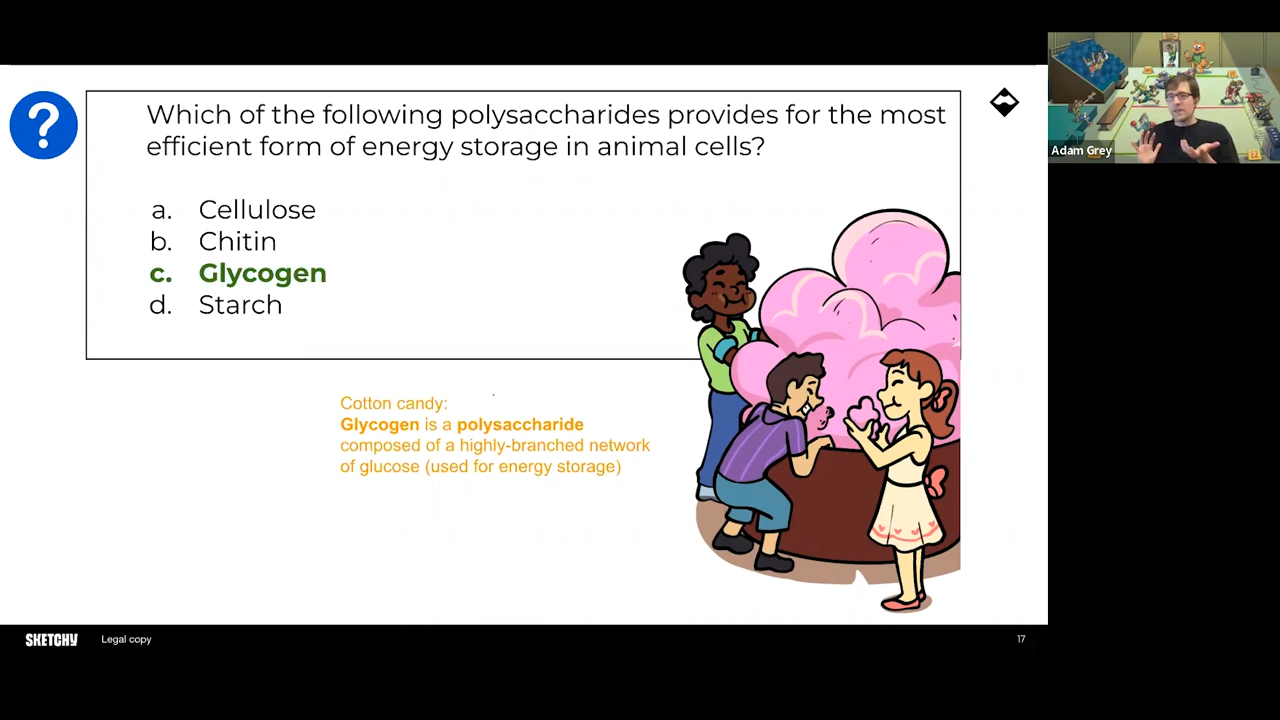 ?
Which of the following polysaccharides provides for the most
efficient form of energy storage in animal cells?
a. Cellulose
b. Chitin
c. Glycogen
d. Starch
Cotton candy:
Glycogen is a polysaccharide
composed of a highly-branched network
of glucose (used for energy storage)
Adam Grey
SKETCHY Legal copy 17